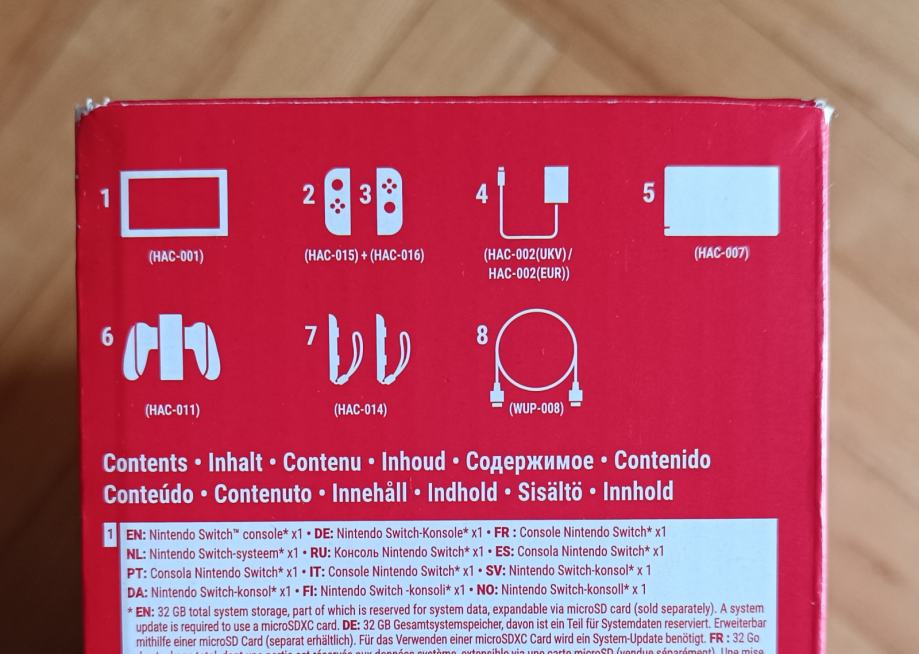 1 2 3 4 5
(HAC-001) (HAC-015) + (HAC-016) (HAC-002(UKV) / (HAC-007)
HAC-002(EUR))
6 7 8
(HAC-011) (HAC-014) (WUP-008)
Contents • Inhalt • Contenu • Inhoud • Содержимое • Contenido
Conteúdo • Contenuto • Innehåll • Indhold • Sisältö • Innhold
1 EN: Nintendo Switch™ console* x1 • DE: Nintendo Switch-Konsole* x1 • FR : Console Nintendo Switch* x1
NL: Nintendo Switch-systeem* x1 • RU: Консоль Nintendo Switch* x1 • ES: Consola Nintendo Switch* x1
PT: Consola Nintendo Switch* x1 • IT: Console Nintendo Switch* x1 • SV: Nintendo Switch-konsol* x 1
DA: Nintendo Switch-konsol* x1 • FI: Nintendo Switch -konsoli* x1 • NO: Nintendo Switch-konsoll* x 1
* EN: 32 GB total system storage, part of which is reserved for system data, expandable via microSD card (sold separately). A system
update is required to use a microSDXC card. DE: 32 GB Gesamtsystemspeicher, davon ist ein Teil für Systemdaten reserviert. Erweiterbar
mithilfe einer microSD Card (separat erhältlich). Für das Verwenden einer microSDXC Card wird ein System-Update benötigt. FR : 32 Go